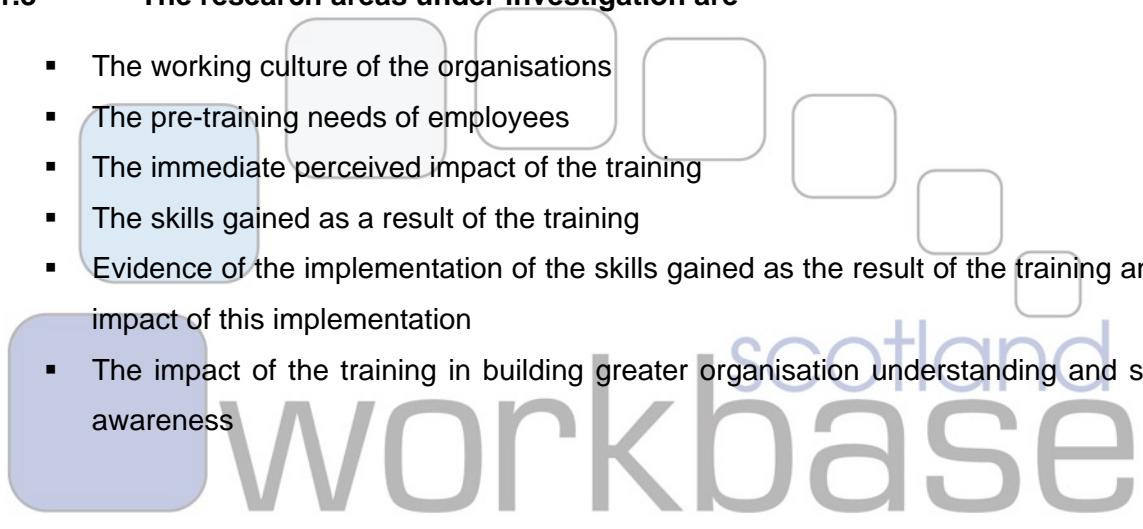 The research areas under investigation are
▪ The working culture of the organisations
▪ The pre-training needs of employees
▪ The immediate perceived impact of the training
▪ The skills gained as a result of the training
▪ Evidence of the implementation of the skills gained as the result of the training
impact of this implementation
▪ The impact of the training in building greater organisation understanding and
awareness
scotland
workbase